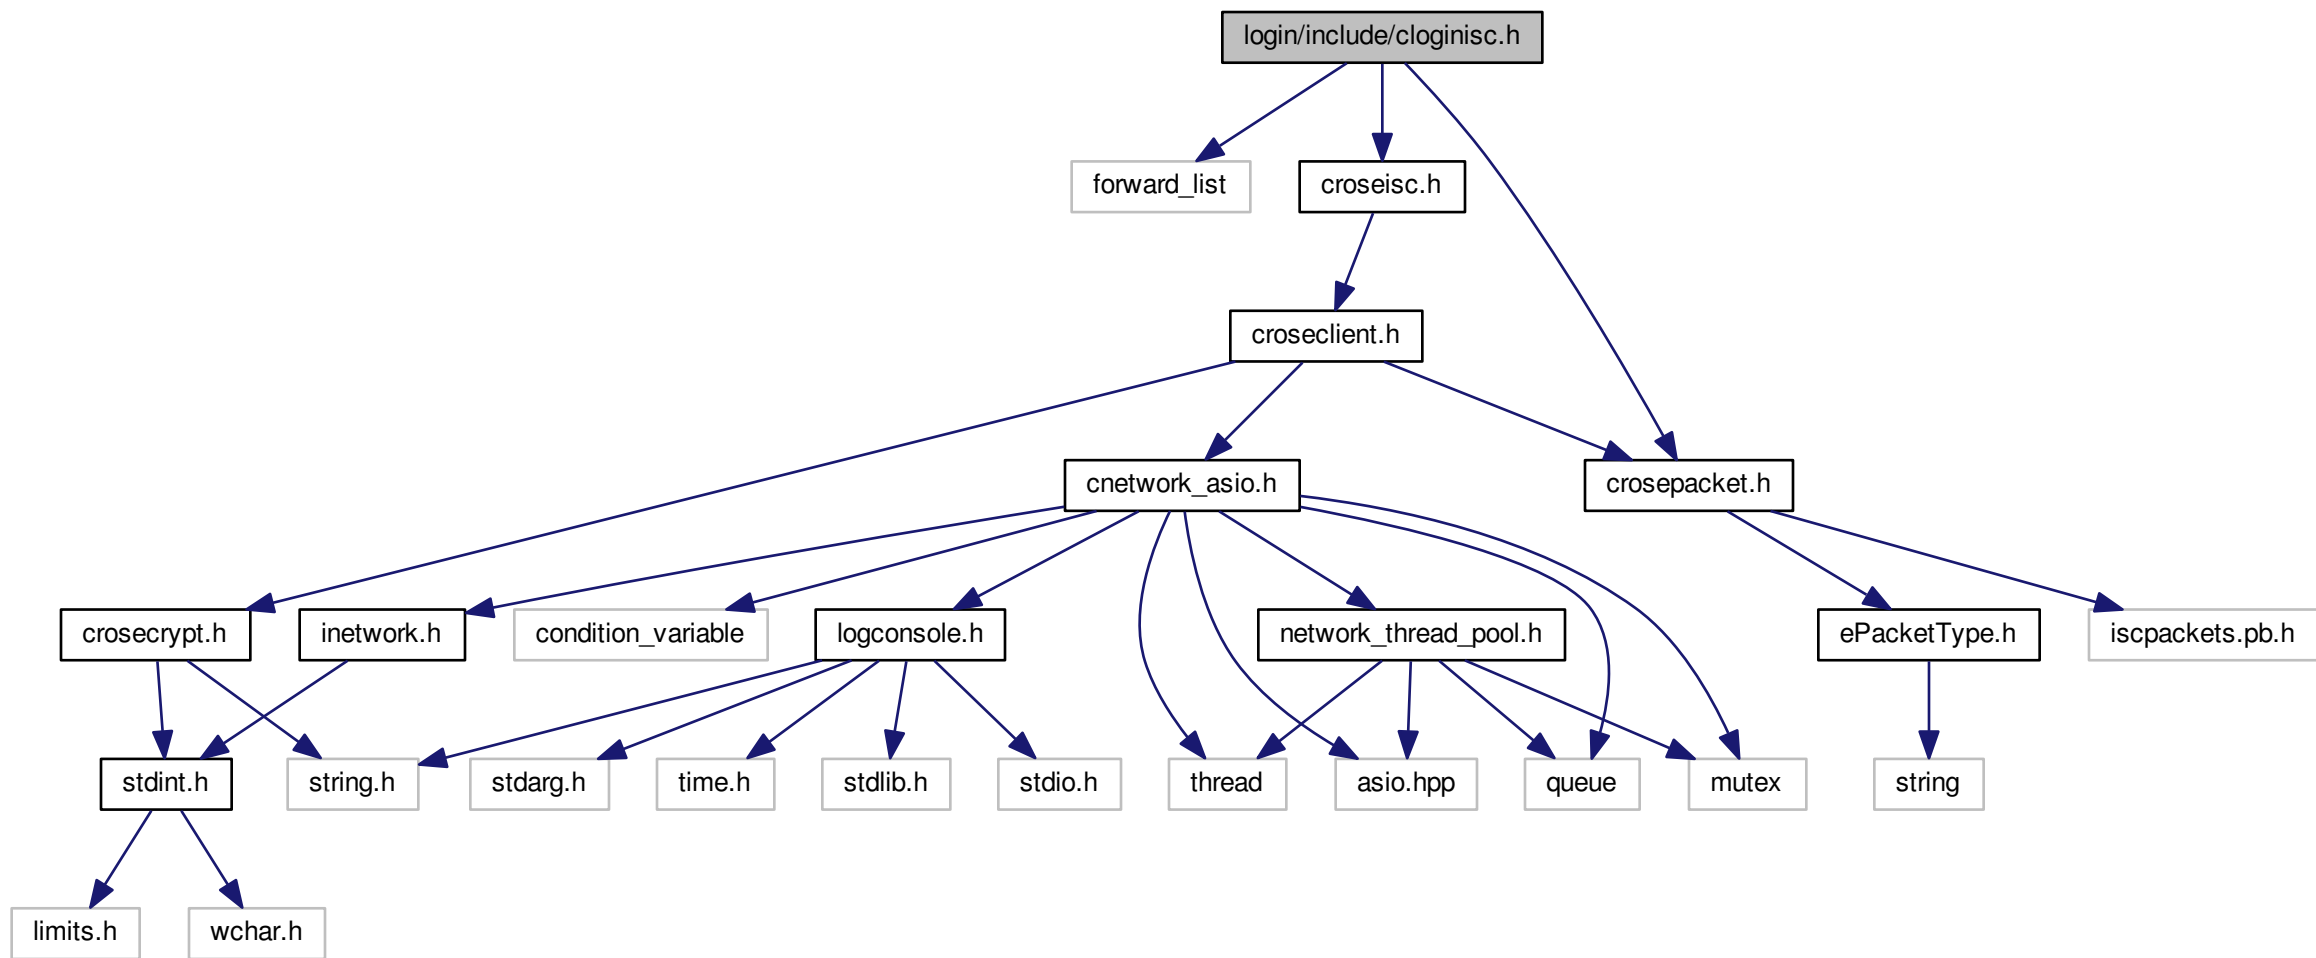 login/include/cloginisc.h
forward_list
croseisc.h
croseclient.h
cnetwork_asio.h
crosepacket.h
crosecrypt.h
inetwork.h
condition_variable
logconsole.h
network_thread_pool.h
ePacketType.h
iscpackets.pb.h
stdint.h
string.h
stdarg.h
time.h
stdlib.h
stdio.h
thread
asio.hpp
queue
mutex
string
limits.h
wchar.h